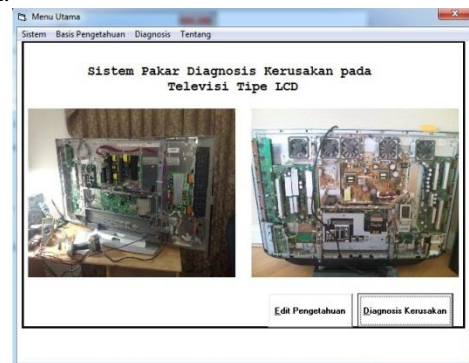 Menu Utama
Sistem Basis Pengetahuan Diagnosis Tentang
Sistem Pakar Diagnosis Kerusakan pada
Televisi Tipe LCD
Edit Pengetahuan
Diagnosis Kerusakan